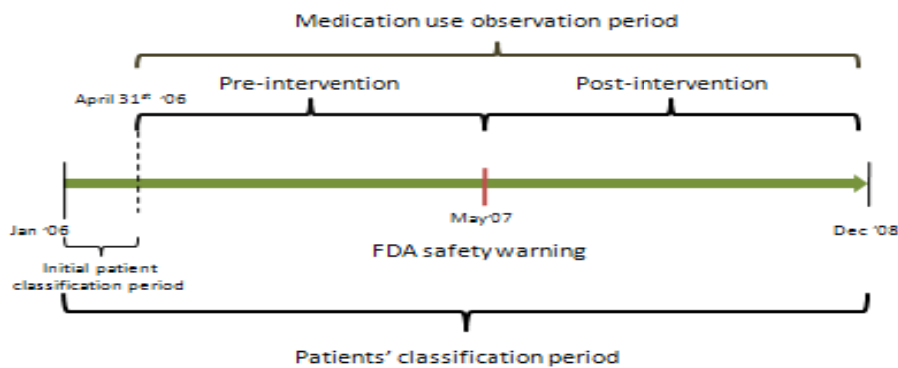 Medication use observation period
Pre-intervention
Post-intervention
April 31st '06
Jan '06
May'07
Dec '08
FDA safety warning
Initial patient
classification period
Patients' classification period